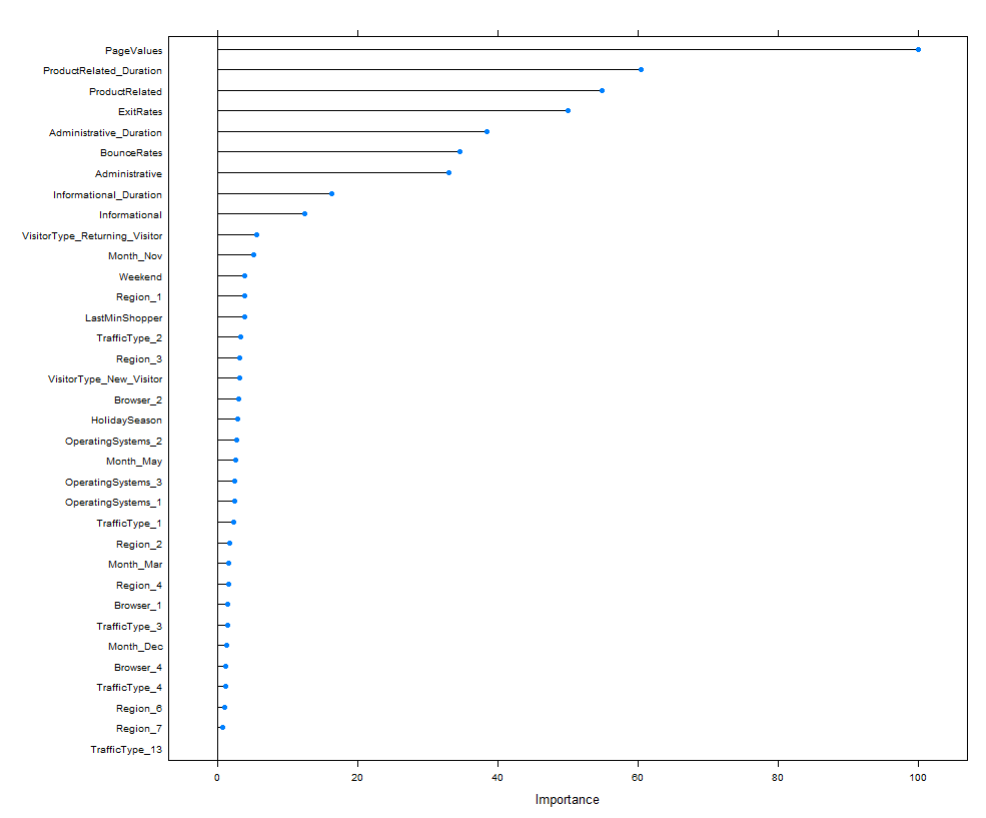 PageValues
ProductRelated_Duration
ProductRelated
ExitRates
Administrative_Duration
BounceRates
Administrative
Informational_Duration
Informational
VisitorType_Returning_Visitor
Month_Nov
Weekend
Region_1
LastMinShopper
TrafficType_2
Region_3
VisitorType_New_Visitor
Browser_2
HolidaySeason
OperatingSystems_2
Month_May
OperatingSystems_3
OperatingSystems_1
TrafficType_1
Region_2
Month_Mar
Region_4
Browser_1
TrafficType_3
Month_Dec
Browser_4
TrafficType_4
Region_6
Region_7
TrafficType_13
0 20 40 60 80 100
Importance